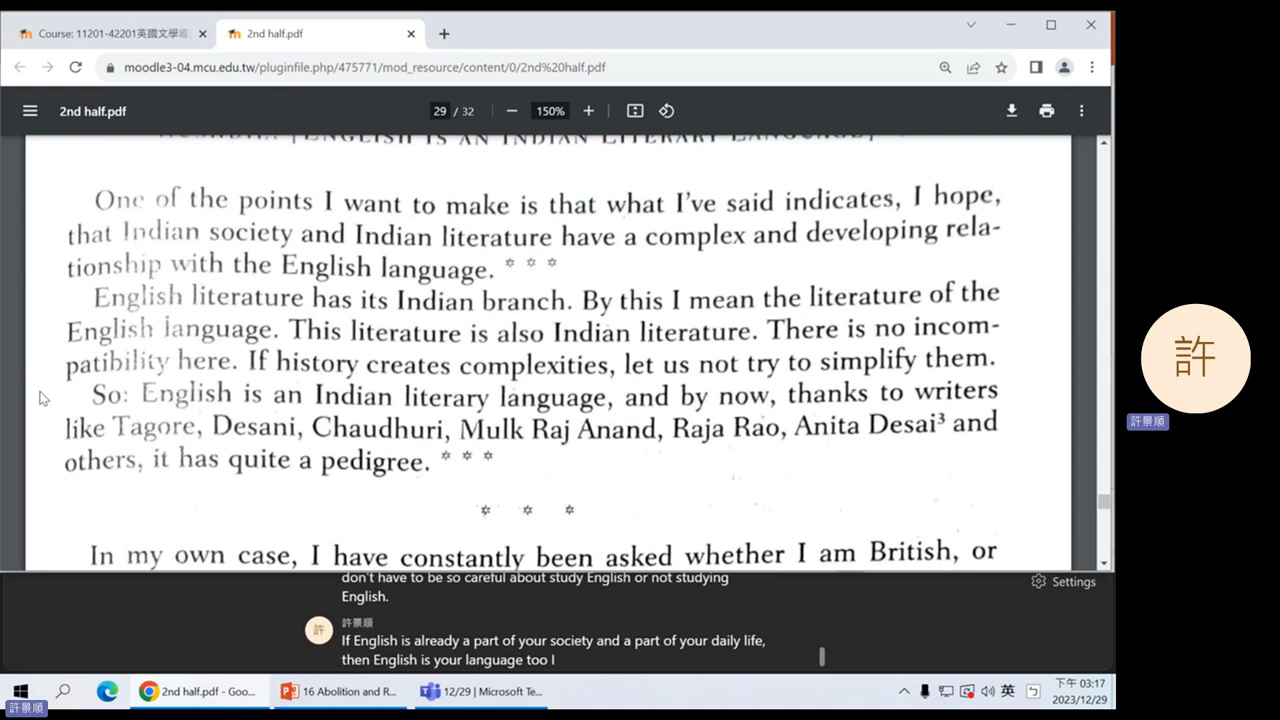 Course: 11201-42201英國文學導
2nd half.pdf
moodle3-04.mcu.edu.tw/pluginfile.php/475771/mod_resource/content/0/2nd%20half.pdf
2nd half.pdf
29 / 32
150%
RUSHDIE: [ENGLISH IS AN INDIAN LITERARY LANGUAGE]
One of the points I want to make is that what I've said indicates, I hope,
that Indian society and Indian literature have a complex and developing rela-
tionship with the English language. * * *
English literature has its Indian branch. By this I mean the literature of the
English language. This literature is also Indian literature. There is no incom-
patibility here. If history creates complexities, let us not try to simplify them.
So: English is an Indian literary language, and by now, thanks to writers
like Tagore, Desani, Chaudhuri, Mulk Raj Anand, Raja Rao, Anita Desai³ and
others, it has quite a pedigree. * * *
* * *
In my own case, I have constantly been asked whether I am British, or
許
許景順
don't have to be so careful about study English or not studying
English.
Settings
許
許景順
If English is already a part of your society and a part of your daily life,
then English is your language too I
2nd half.pdf - Goo...
16 Abolition and R...
12/29 | Microsoft Te...
英
下午 03:17
2023/12/29
許景順